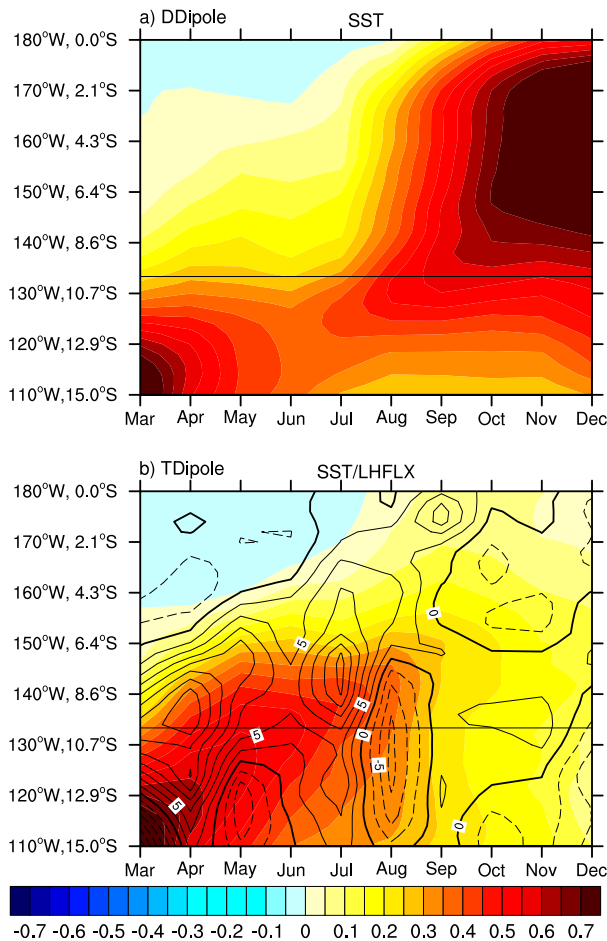 a) DDipole SST
180°W, 0.0°S
170°W, 2.1°S
160°W, 4.3°S
150°W, 6.4°S
140°W, 8.6°S
130°W,10.7°S
120°W,12.9°S
110°W,15.0°S
Mar Apr May Jun Jul Aug Sep Oct Nov Dec
b) TDipole SST/LHFLX
180°W, 0.0°S
170°W, 2.1°S
160°W, 4.3°S
0
150°W, 6.4°S
5
140°W, 8.6°S
5
0
5
130°W,10.7°S
-5
120°W,12.9°S
5
0
110°W,15.0°S
Mar Apr May Jun Jul Aug Sep Oct Nov Dec
-0.7 -0.6 -0.5 -0.4 -0.3 -0.2 -0.1 0 0.1 0.2 0.3 0.4 0.5 0.6 0.7